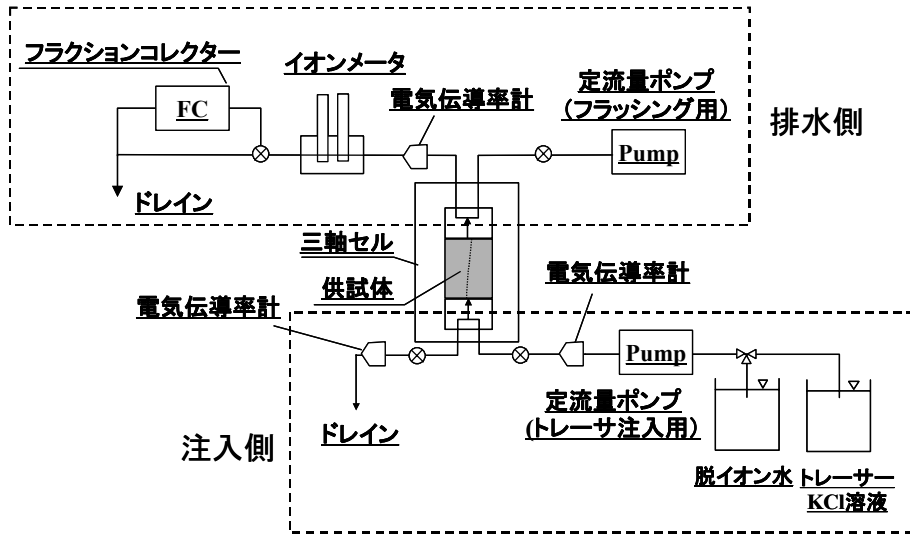 フラクションコレクター
FC
イオンメータ
電気伝導率計
定流量ポンプ
（フラッシング用）
Pump
排水側
ドレイン
三軸セル
供試体
電気伝導率計
電気伝導率計
Pump
定流量ポンプ
(トレーサ注入用）
ドレイン
注入側
脱イオン水
トレーサー
KCl溶液